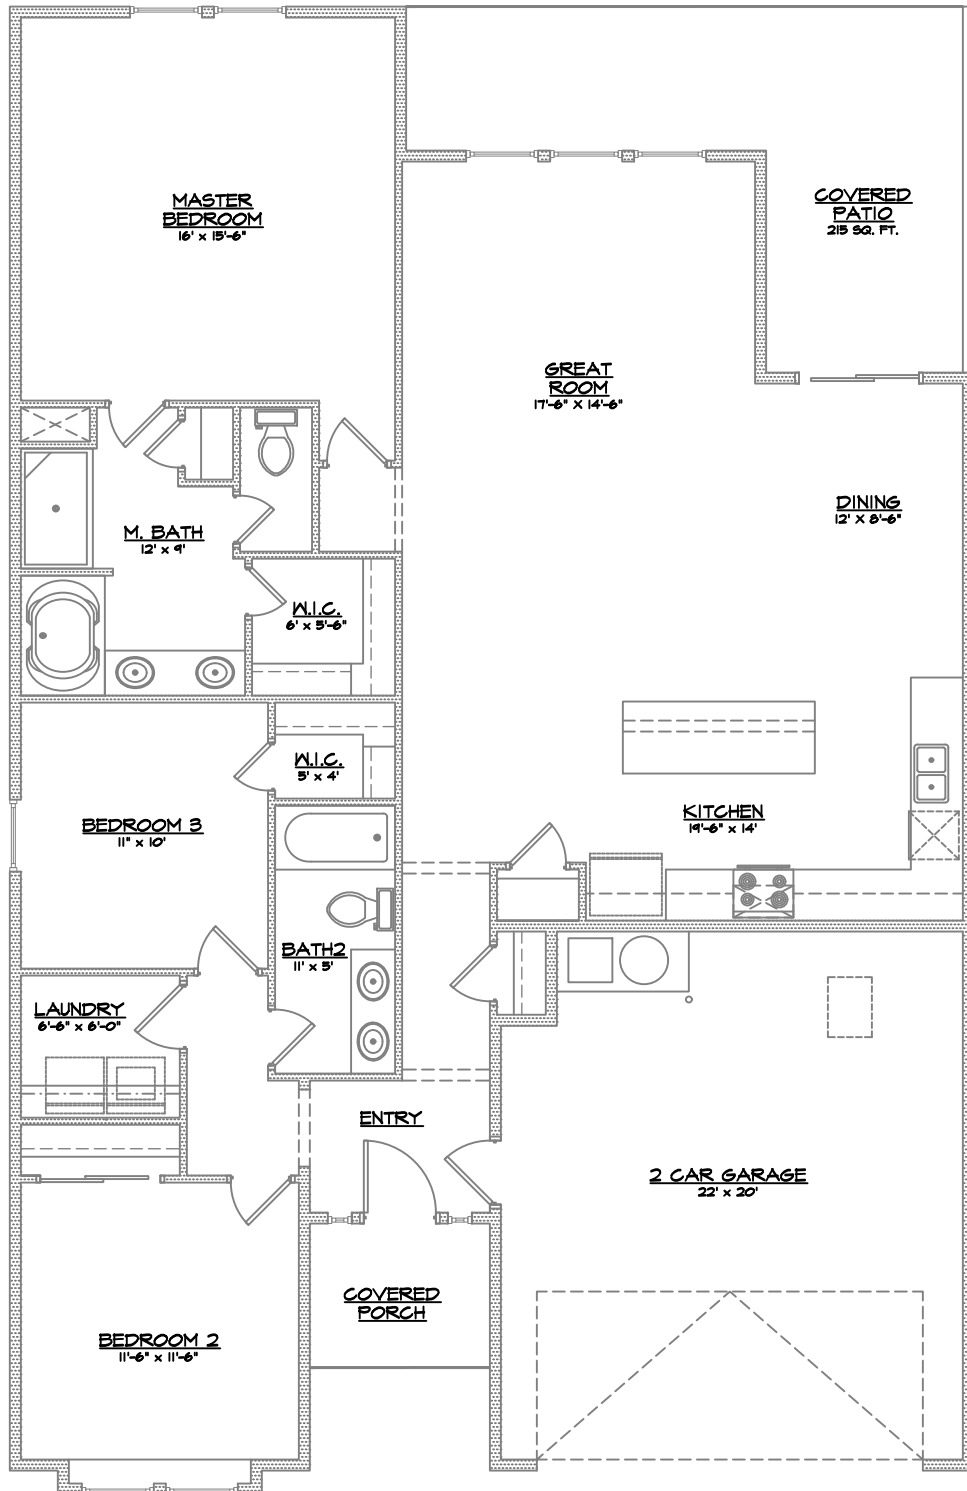 MASTER
BEDROOM
16' x 15'-6"
COVERED
PATIO
215 SQ. FT.
GREAT
ROOM
17'-6" X 14'-6"
DINING
12' X 8'-6"
M. BATH
12' x 9'
W.I.C.
6' x 5'-6"
W.I.C.
5' x 4'
KITCHEN
19'-6" x 14'
BEDROOM 3
11" x 10'
BATH2
11' x 5'
LAUNDRY
6'-6" x 6'-0"
ENTRY
2 CAR GARAGE
22' x 20'
COVERED
PORCH
BEDROOM 2
11'-6" x 11'-6"